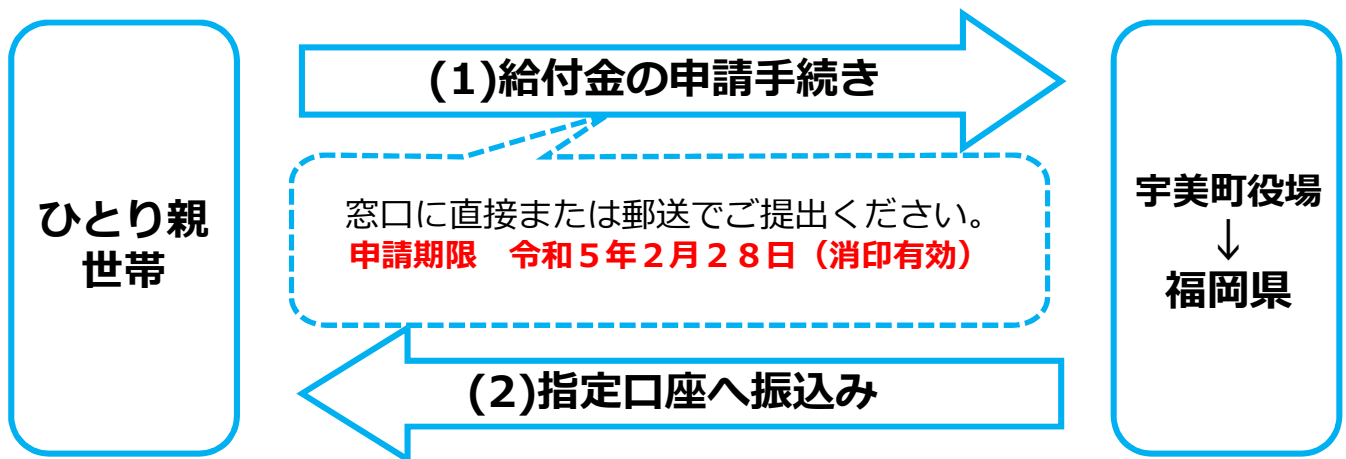 ひとり親
世帯
(1)給付金の申請手続き
窓口に直接または郵送でご提出ください。
申請期限　令和５年２月２８日（消印有効）
(2)指定口座へ振込み
宇美町役場
↓
福岡県